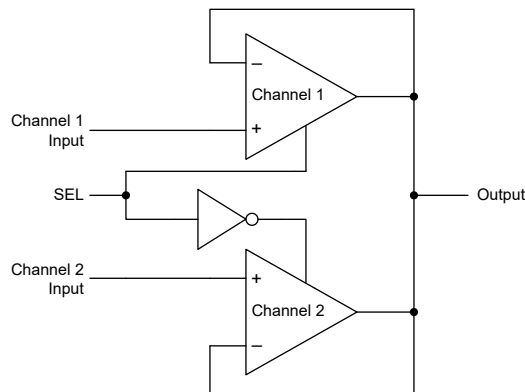 −
Channel 1
Channel 1
Input
+
SEL
Output
Channel 2
Input
+
Channel 2
−